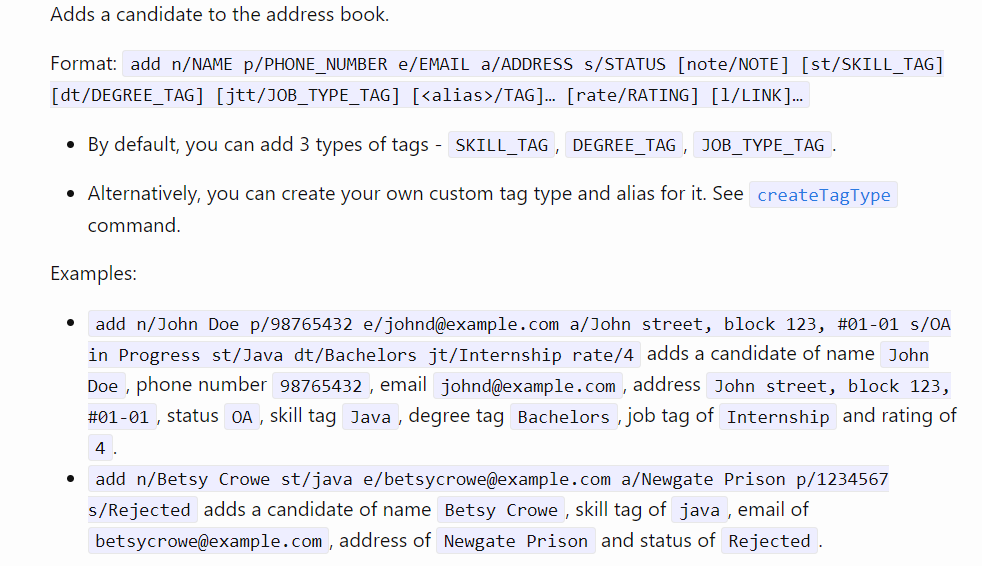 Adds a candidate to the address book.
Format: add n/NAME p/PHONE_NUMBER e/EMAIL a/ADDRESS s/STATUS [note/NOTE] [st/SKILL_TAG]
[dt/DEGREE_TAG] [jtt/JOB_TYPE_TAG] [<alias>/TAG]… [rate/RATING] [l/LINK]…
• By default, you can add 3 types of tags - SKILL_TAG, DEGREE_TAG, JOB_TYPE_TAG.
• Alternatively, you can create your own custom tag type and alias for it. See createTagType
command.
Examples:
• add n/John Doe p/98765432 e/johnd@example.com a/John street, block 123, #01-01 s/OA
in Progress st/Java dt/Bachelors jt/Internship rate/4 adds a candidate of name John
Doe, phone number 98765432, email johnd@example.com, address John street, block 123,
#01-01, status OA, skill tag Java, degree tag Bachelors, job tag of Internship and rating of
4.
• add n/Betsy Crowe st/java e/betsycrowe@example.com a/Newgate Prison p/1234567
s/Rejected adds a candidate of name Betsy Crowe, skill tag of java, email of
betsycrowe@example.com, address of Newgate Prison and status of Rejected.